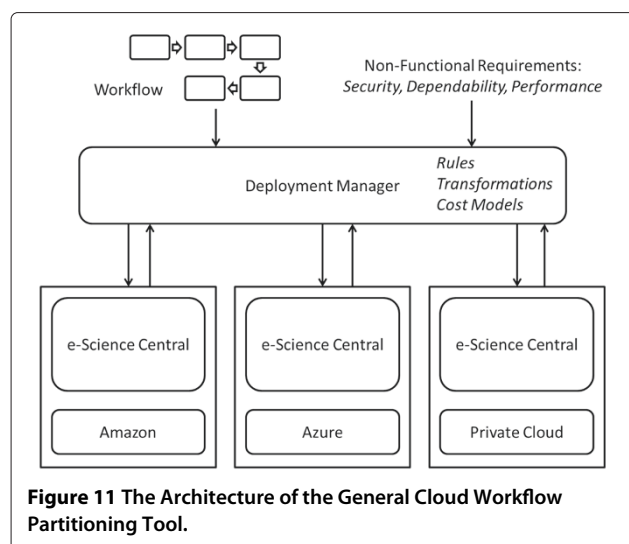 Workflow
Non-Functional Requirements:
Security, Dependability, Performance
Deployment Manager
Rules
Transformations
Cost Models
e-Science Central
e-Science Central
e-Science Central
Amazon
Azure
Private Cloud
Figure 11 The Architecture of the General Cloud Workflow
Partitioning Tool.